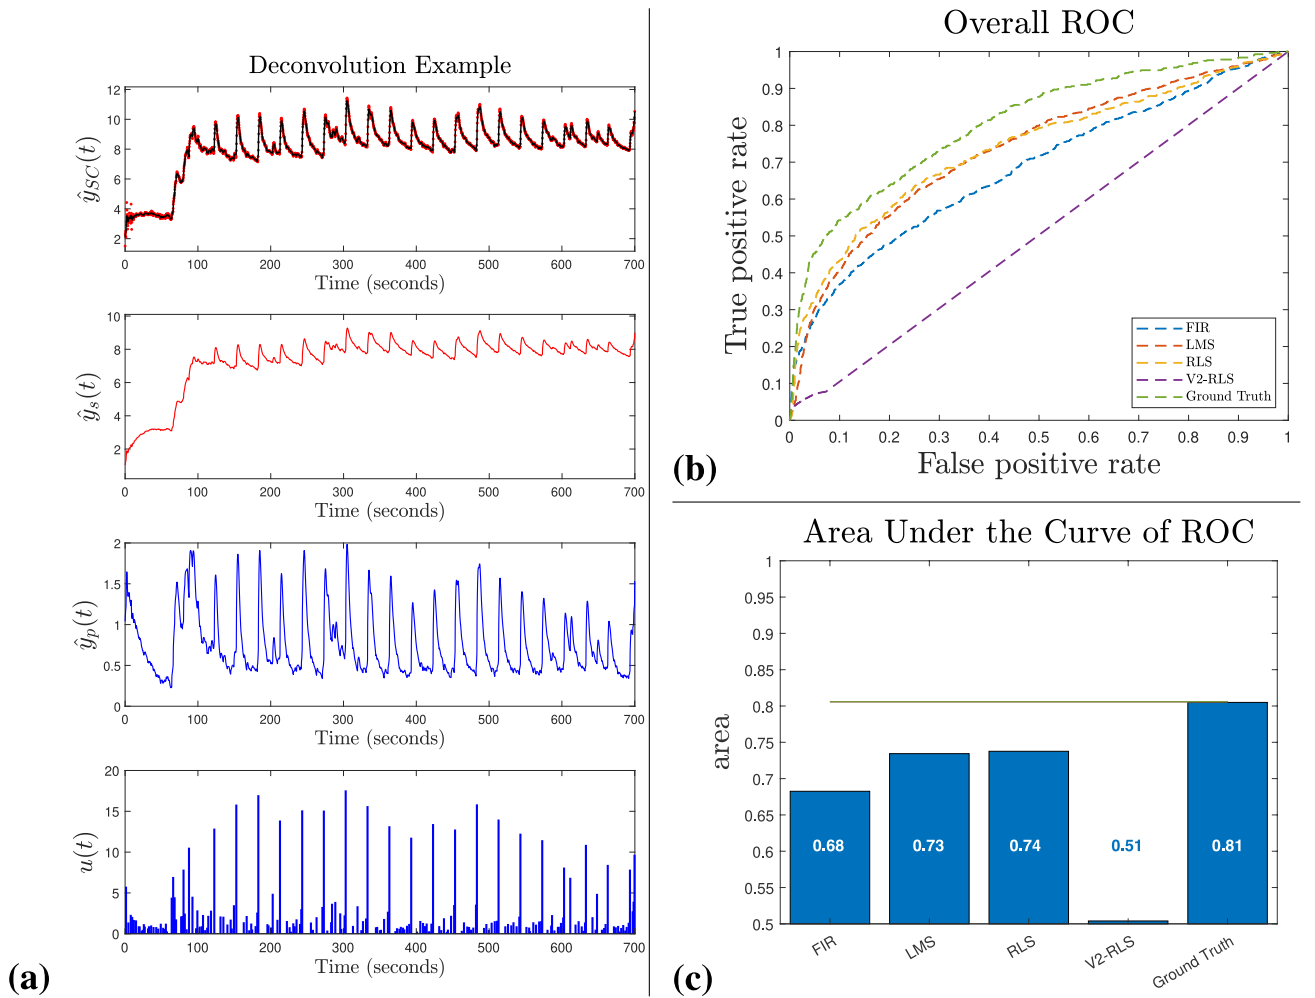 Deconvolution Example
ŷSC(t)
12
10
8
6
4
2
0 100 200 300 400 500 600 700
Time (seconds)
ŷs(t)
10
8
6
4
2
0 100 200 300 400 500 600 700
Time (seconds)
ŷp(t)
2
1.5
1
0.5
0
0 100 200 300 400 500 600 700
Time (seconds)
u(t)
20
15
10
5
0
0 100 200 300 400 500 600 700
Time (seconds)
(a)
Overall ROC
True positive rate
1
0.9
0.8
0.7
0.6
0.5
0.4
0.3
0.2
0.1
0
FIR
LMS
RLS
V2-RLS
Ground Truth
0 0.1 0.2 0.3 0.4 0.5 0.6 0.7 0.8 0.9 1
False positive rate
(b)
Area Under the Curve of ROC
area
1
0.95
0.9
0.85
0.8
0.75
0.7
0.65
0.6
0.55
0.5
0.68 0.73 0.74 0.51 0.81
FIR LMS RLS V2-RLS Ground Truth
(c)